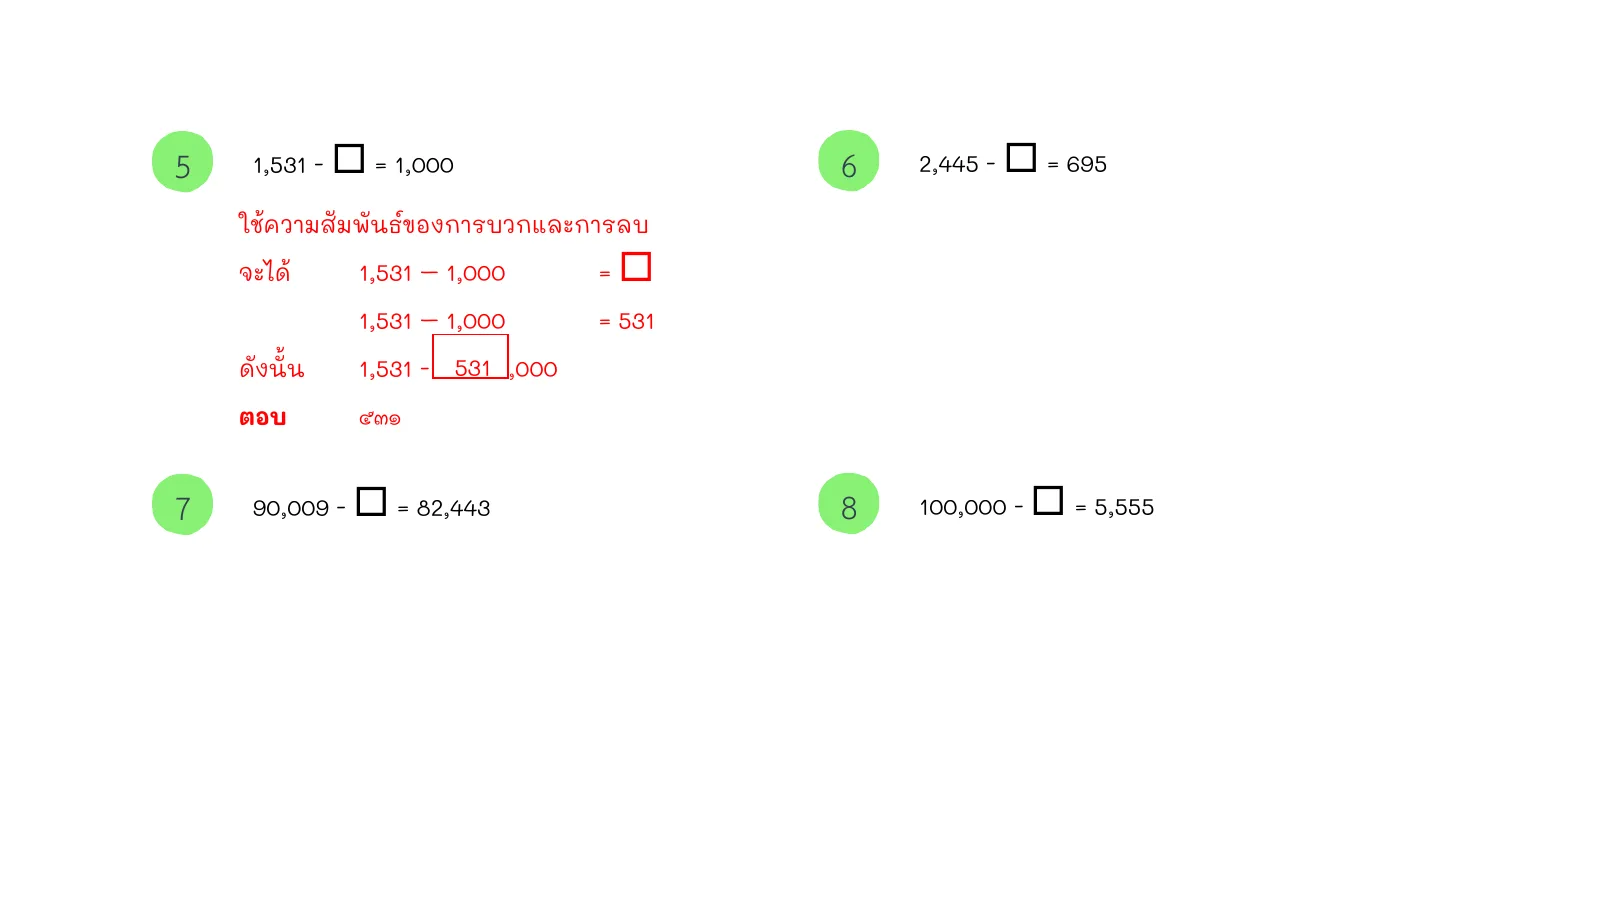 5 1,531 - □ = 1,000
ใช้ความสัมพันธ์ของการบวกและการลบ
จะได้ 1,531 – 1,000 = □
1,531 – 1,000 = 531
ดังนั้น 1,531 - 531 ,000
ตอบ ๕๓๑
6 2,445 - □ = 695
7 90,009 - □ = 82,443
8 100,000 - □ = 5,555